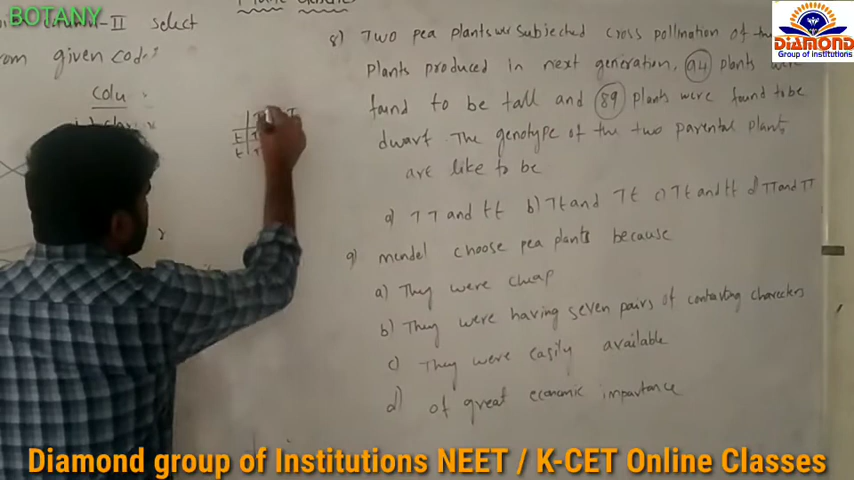 BOTANY
DIAMOND
Group of institutions
select
from given code?
Colu
8) Two pea plants wr subjected cross pollination of
plants produced in next generation, 94 plants were
found to be tall and 89 plants were found to be
dwarf. The genotype of the two parental plants
are like to be
a) TT and tt b) Tt and Tt c) Tt and tt d) TT and TT
9) mendel choose pea plants because
a) They were cheap
b) They were having seven pairs of contrasting charecters
c) They were easily available
d) of great economic importance
Diamond group of Institutions NEET / K-CET Online Classes